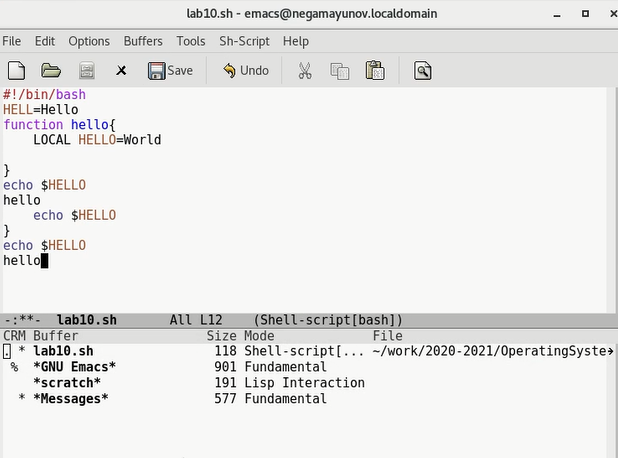 lab10.sh - emacs@negamayunov.localdomain
File Edit Options Buffers Tools Sh-Script Help
Save Undo
#!/bin/bash
HELL=Hello
function hello{
    LOCAL HELLO=World
}
echo $HELLO
hello
    echo $HELLO
}
echo $HELLO
hello
-:**-  lab10.sh       All L12    (Shell-script[bash])
CRM Buffer                 Size Mode             File
. * lab10.sh                118 Shell-script[... ~/work/2020-2021/OperatingSyste
 %  *GNU Emacs*             901 Fundamental
    *scratch*               191 Lisp Interaction
  * *Messages*              577 Fundamental